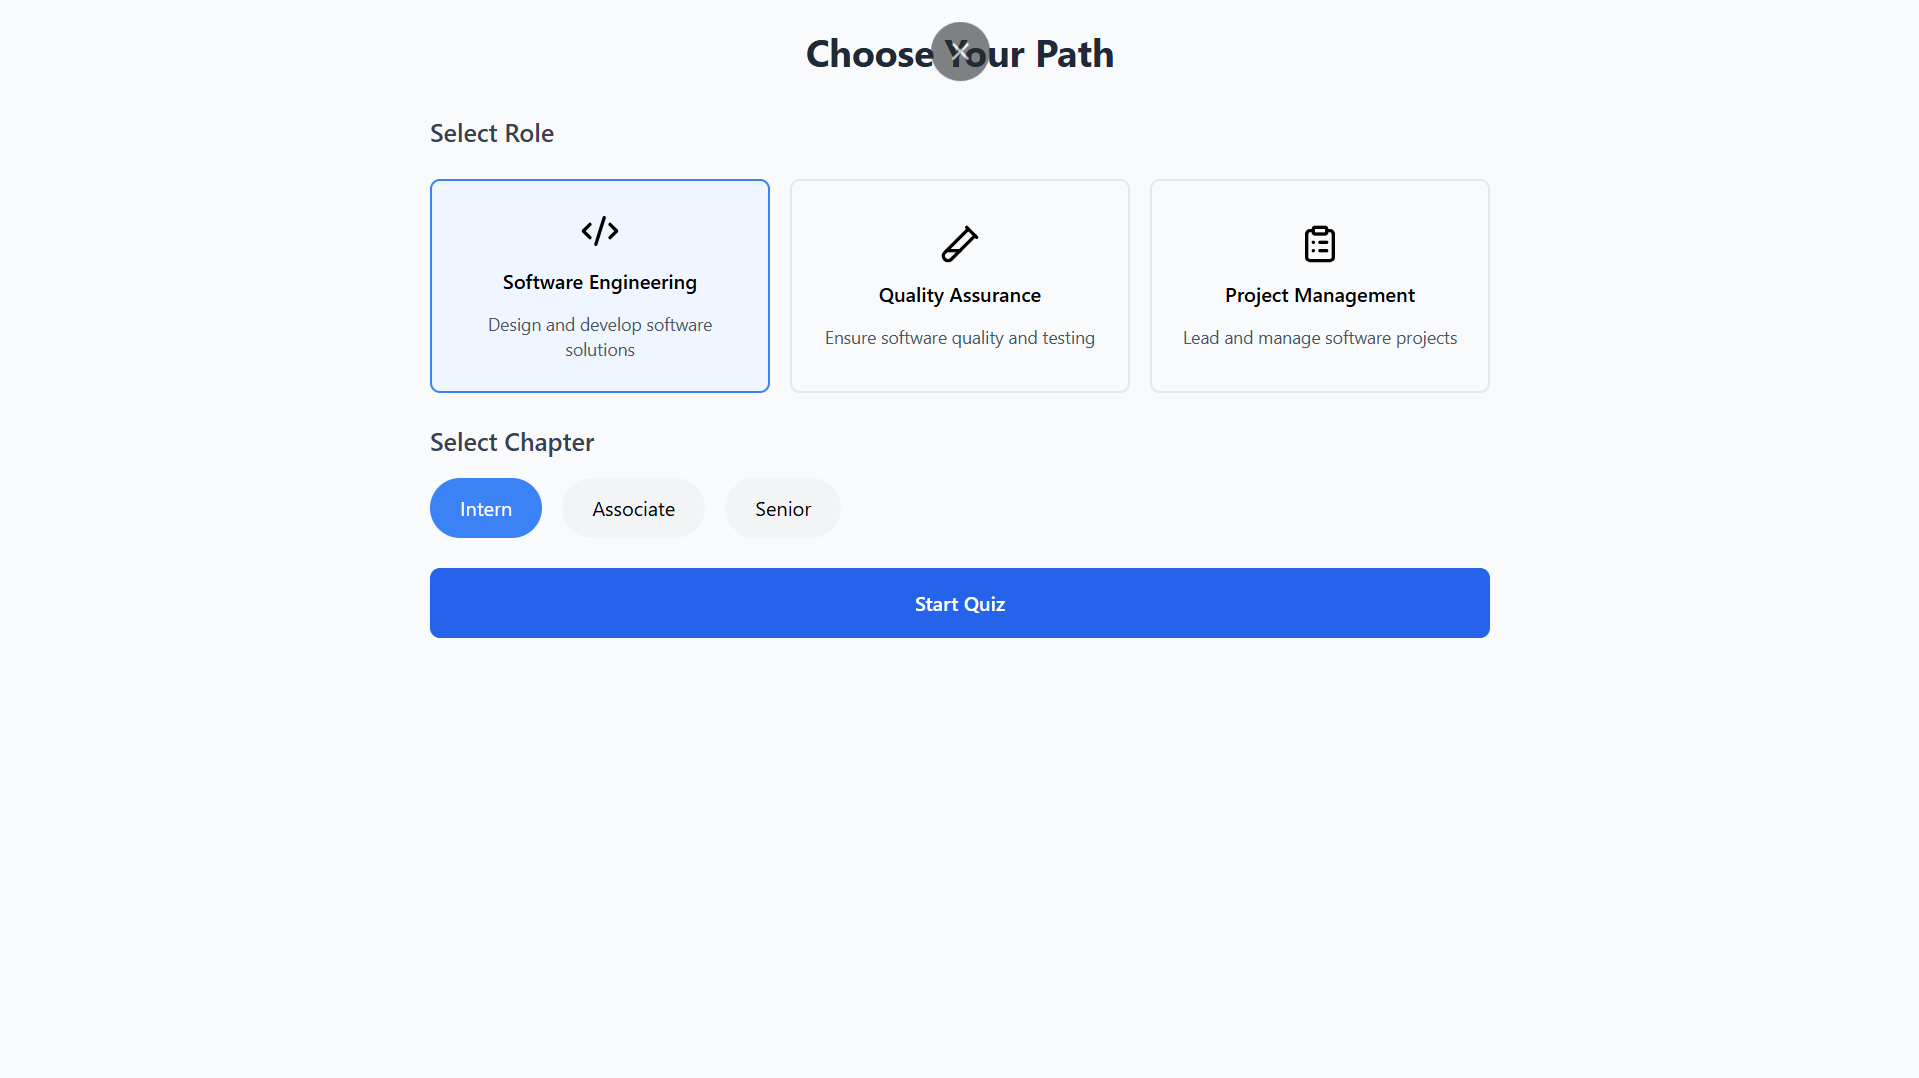 Choose Your Path
Select Role
Software Engineering
Design and develop software
solutions
Quality Assurance
Ensure software quality and testing
Project Management
Lead and manage software projects
Select Chapter
Intern
Associate
Senior
Start Quiz